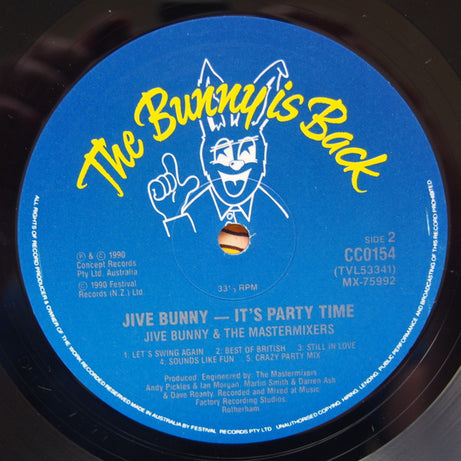 The Bunny is Back
Ⓟ & © 1990
Concept Records
Pty Ltd. Australia
© 1990 Festival
Records (N.Z.) Ltd.
33⅓ RPM
SIDE 2
CC0154
(TVL53341)
MX-75992
JIVE BUNNY — IT'S PARTY TIME
JIVE BUNNY & THE MASTERMIXERS
1. LET'S SWING AGAIN 2. BEST OF BRITISH 3. STILL IN LOVE
4. SOUNDS LIKE FUN 5. CRAZY PARTY MIX
Produced Engineered by: The Mastermixers
Andy Pickles & Ian Morgan, Martin Smith & Darren Ash
& Dave Roanty. Recorded and Mixed at Music
Factory Recording Studios.
Rotherham.
ALL RIGHTS OF RECORD PRODUCER & OWNER OF THE WORK RECORDED RESERVED MADE IN AUSTRALIA BY FESTIVAL RECORDS PTY LTD UNAUTHORISED COPYING, HIRING, LENDING, PUBLIC PERFORMANCE AND BROADCASTING OF THIS RECORD PROHIBITED